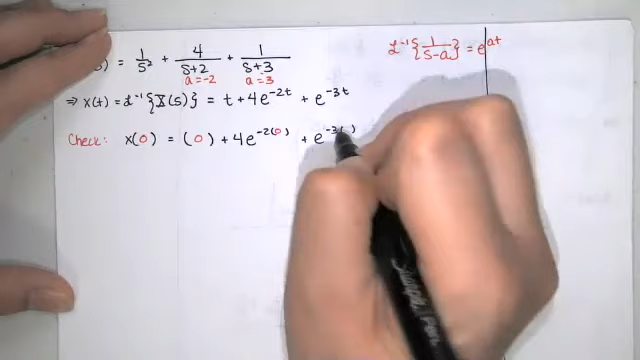 s) = 1/s² + 4/(s+2) + 1/(s+3)
a=-2 a=3
⇒ x(t) = ℒ⁻¹{X(s)} = t + 4e^(-2t) + e^(-3t)
Check: x(0) = (0) + 4e^(-2(0)) + e^(-3( )
ℒ⁻¹{1/(s-a)} = e^(at)